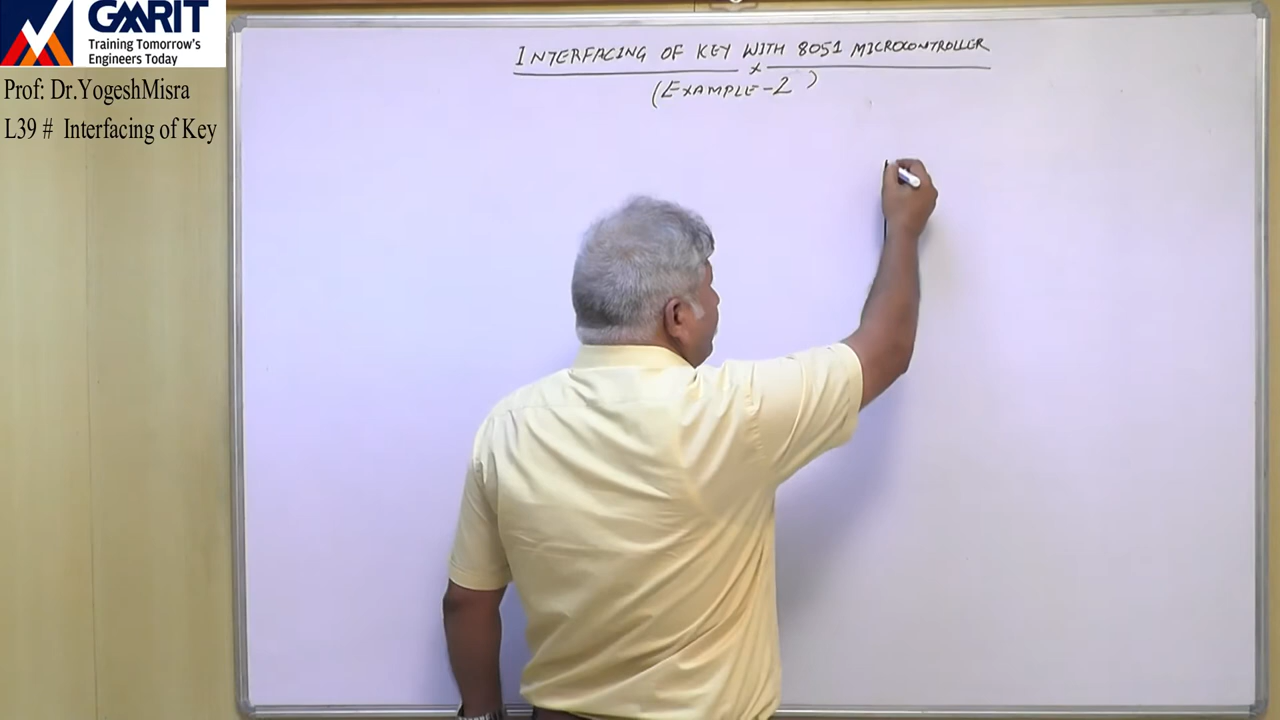 GMRIT
Training Tomorrow's
Engineers Today
Prof: Dr.YogeshMisra
L39 # Interfacing of Key
INTERFACING OF KEY WITH 8051 MICROCONTROLLER
x
(EXAMPLE-2)